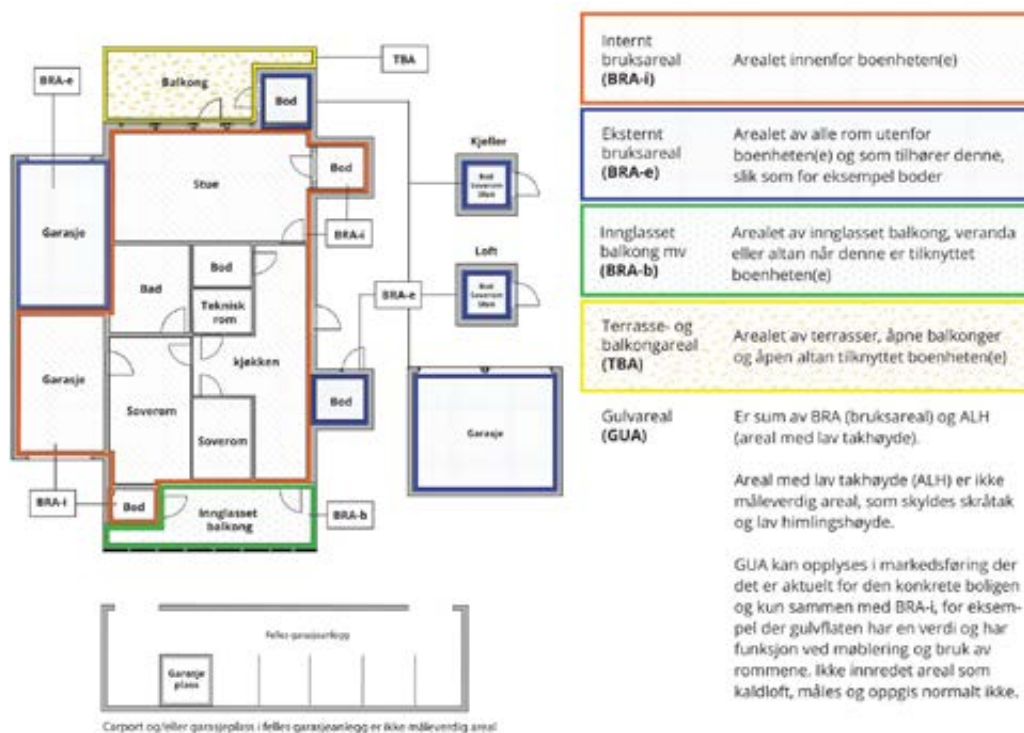 TBA
BRA-e
Balkong
Bod
Kjeller
Bod
Stue
Bod
Soverom
Garasje
BRA-i
Loft
Bod
Bad
BRA-e
Bod
Soverom
Teknisk
rom
Garasje
kjøkken
Soverom
Bod
Soverom
Garasje
BRA-i
Bod
Innglasset
balkong
BRA-b
Felles garasjeanlegg
Garasje
plass
Carport og/eller garasjeplass i felles garasjeanlegg er ikke måleverdig areal
Internt
bruksareal
(BRA-i)
Arealet innenfor boenheten(e)
Eksternt
bruksareal
(BRA-e)
Arealet av alle rom utenfor
boenheten(e) og som tilhører denne,
slik som for eksempel boder
Innglasset
balkong mv
(BRA-b)
Arealet av innglasset balkong, veranda
eller altan når denne er tilknyttet
boenheten(e)
Terrasse- og
balkongareal
(TBA)
Arealet av terrasser, åpne balkonger
og åpen altan tilknyttet boenheten(e)
Gulvareal
(GUA)
Er sum av BRA (bruksareal) og ALH
(areal med lav takhøyde).
Areal med lav takhøyde (ALH) er ikke
måleverdig areal, som skyldes skråtak
og lav himlingshøyde.
GUA kan opplyses i markedsføring der
det er aktuelt for den konkrete boligen
og kun sammen med BRA-i, for eksem-
pel der gulvflaten har en verdi og har
funksjon ved møblering og bruk av
rommene. Ikke innredet areal som
kaldloft, måles og oppgis normalt ikke.